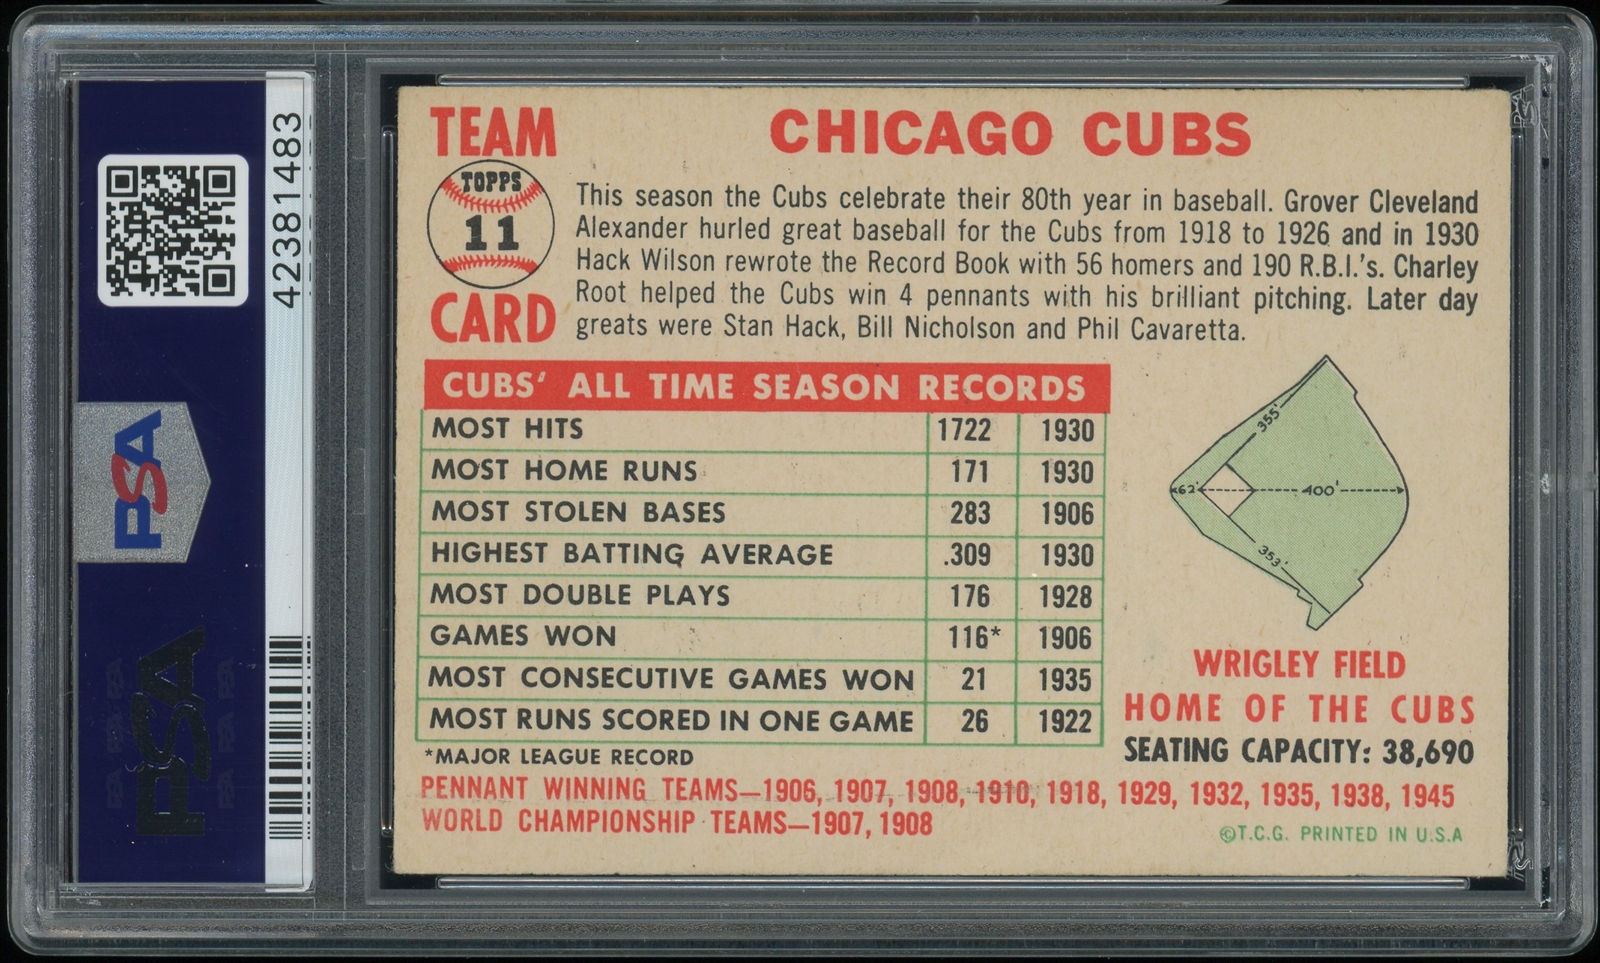 42381483
PSA
PSA
TEAM
TOPPS
11
CARD
CHICAGO CUBS
This season the Cubs celebrate their 80th year in baseball. Grover Cleveland
Alexander hurled great baseball for the Cubs from 1918 to 1926 and in 1930
Hack Wilson rewrote the Record Book with 56 homers and 190 R.B.I.'s. Charley
Root helped the Cubs win 4 pennants with his brilliant pitching. Later day
greats were Stan Hack, Bill Nicholson and Phil Cavaretta.
CUBS' ALL TIME SEASON RECORDS
MOST HITS 1722 1930
MOST HOME RUNS 171 1930
MOST STOLEN BASES 283 1906
HIGHEST BATTING AVERAGE .309 1930
MOST DOUBLE PLAYS 176 1928
GAMES WON 116* 1906
MOST CONSECUTIVE GAMES WON 21 1935
MOST RUNS SCORED IN ONE GAME 26 1922
*MAJOR LEAGUE RECORD
355'
62'
400'
353'
WRIGLEY FIELD
HOME OF THE CUBS
SEATING CAPACITY: 38,690
PENNANT WINNING TEAMS—1906, 1907, 1908, 1910, 1918, 1929, 1932, 1935, 1938, 1945
WORLD CHAMPIONSHIP TEAMS—1907, 1908
©T.C.G. PRINTED IN U.S.A